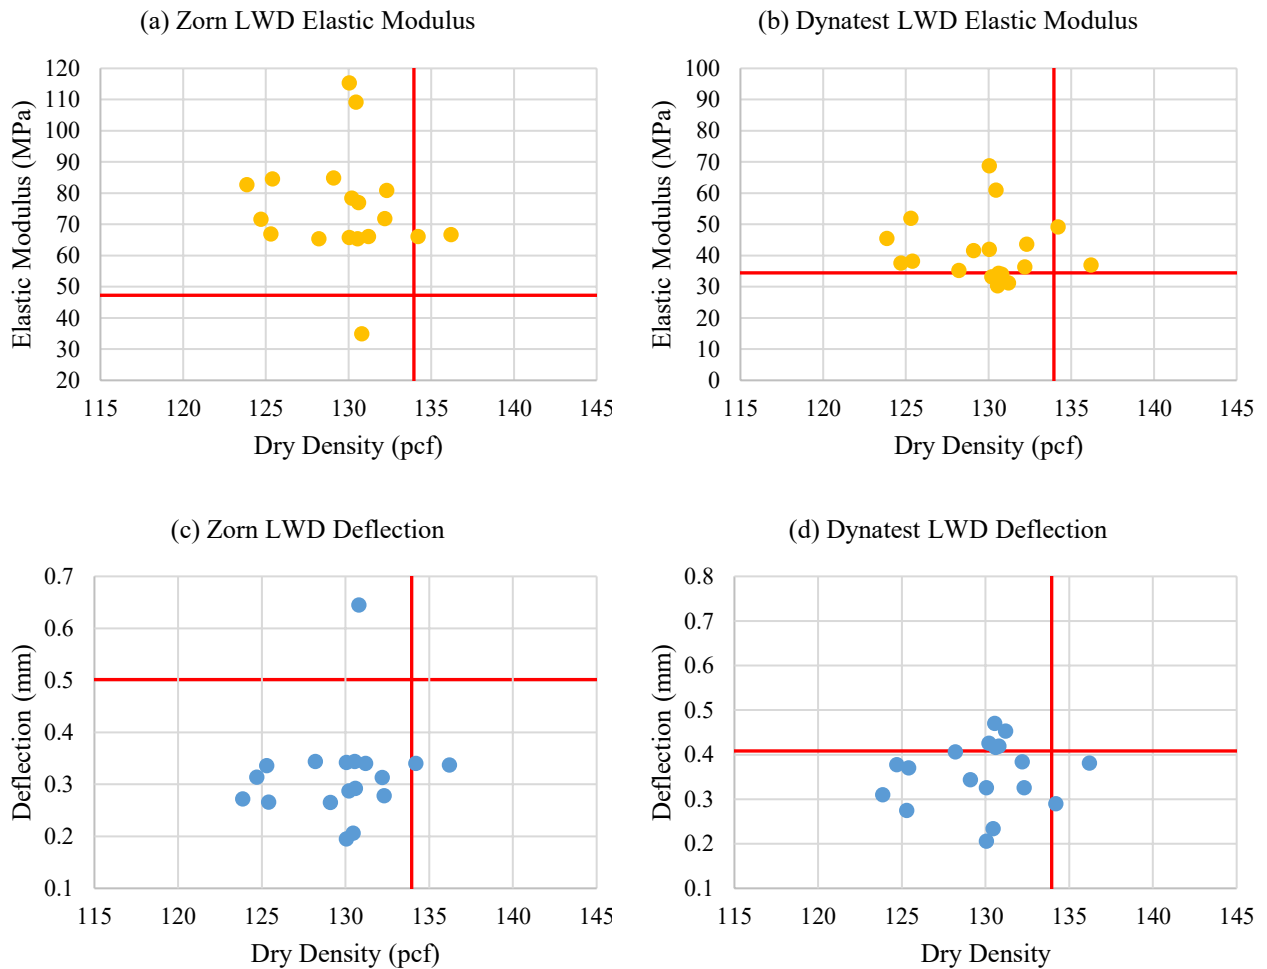 (a) Zorn LWD Elastic Modulus
120
110
100
90
80
70
60
50
40
30
20
Elastic Modulus (MPa)
115 120 125 130 135 140 145
Dry Density (pcf)
(b) Dynatest LWD Elastic Modulus
100
90
80
70
60
50
40
30
20
10
0
Elastic Modulus (MPa)
115 120 125 130 135 140 145
Dry Density (pcf)
(c) Zorn LWD Deflection
0.7
0.6
0.5
0.4
0.3
0.2
0.1
Deflection (mm)
115 120 125 130 135 140 145
Dry Density (pcf)
(d) Dynatest LWD Deflection
0.8
0.7
0.6
0.5
0.4
0.3
0.2
0.1
Deflection (mm)
115 120 125 130 135 140 145
Dry Density